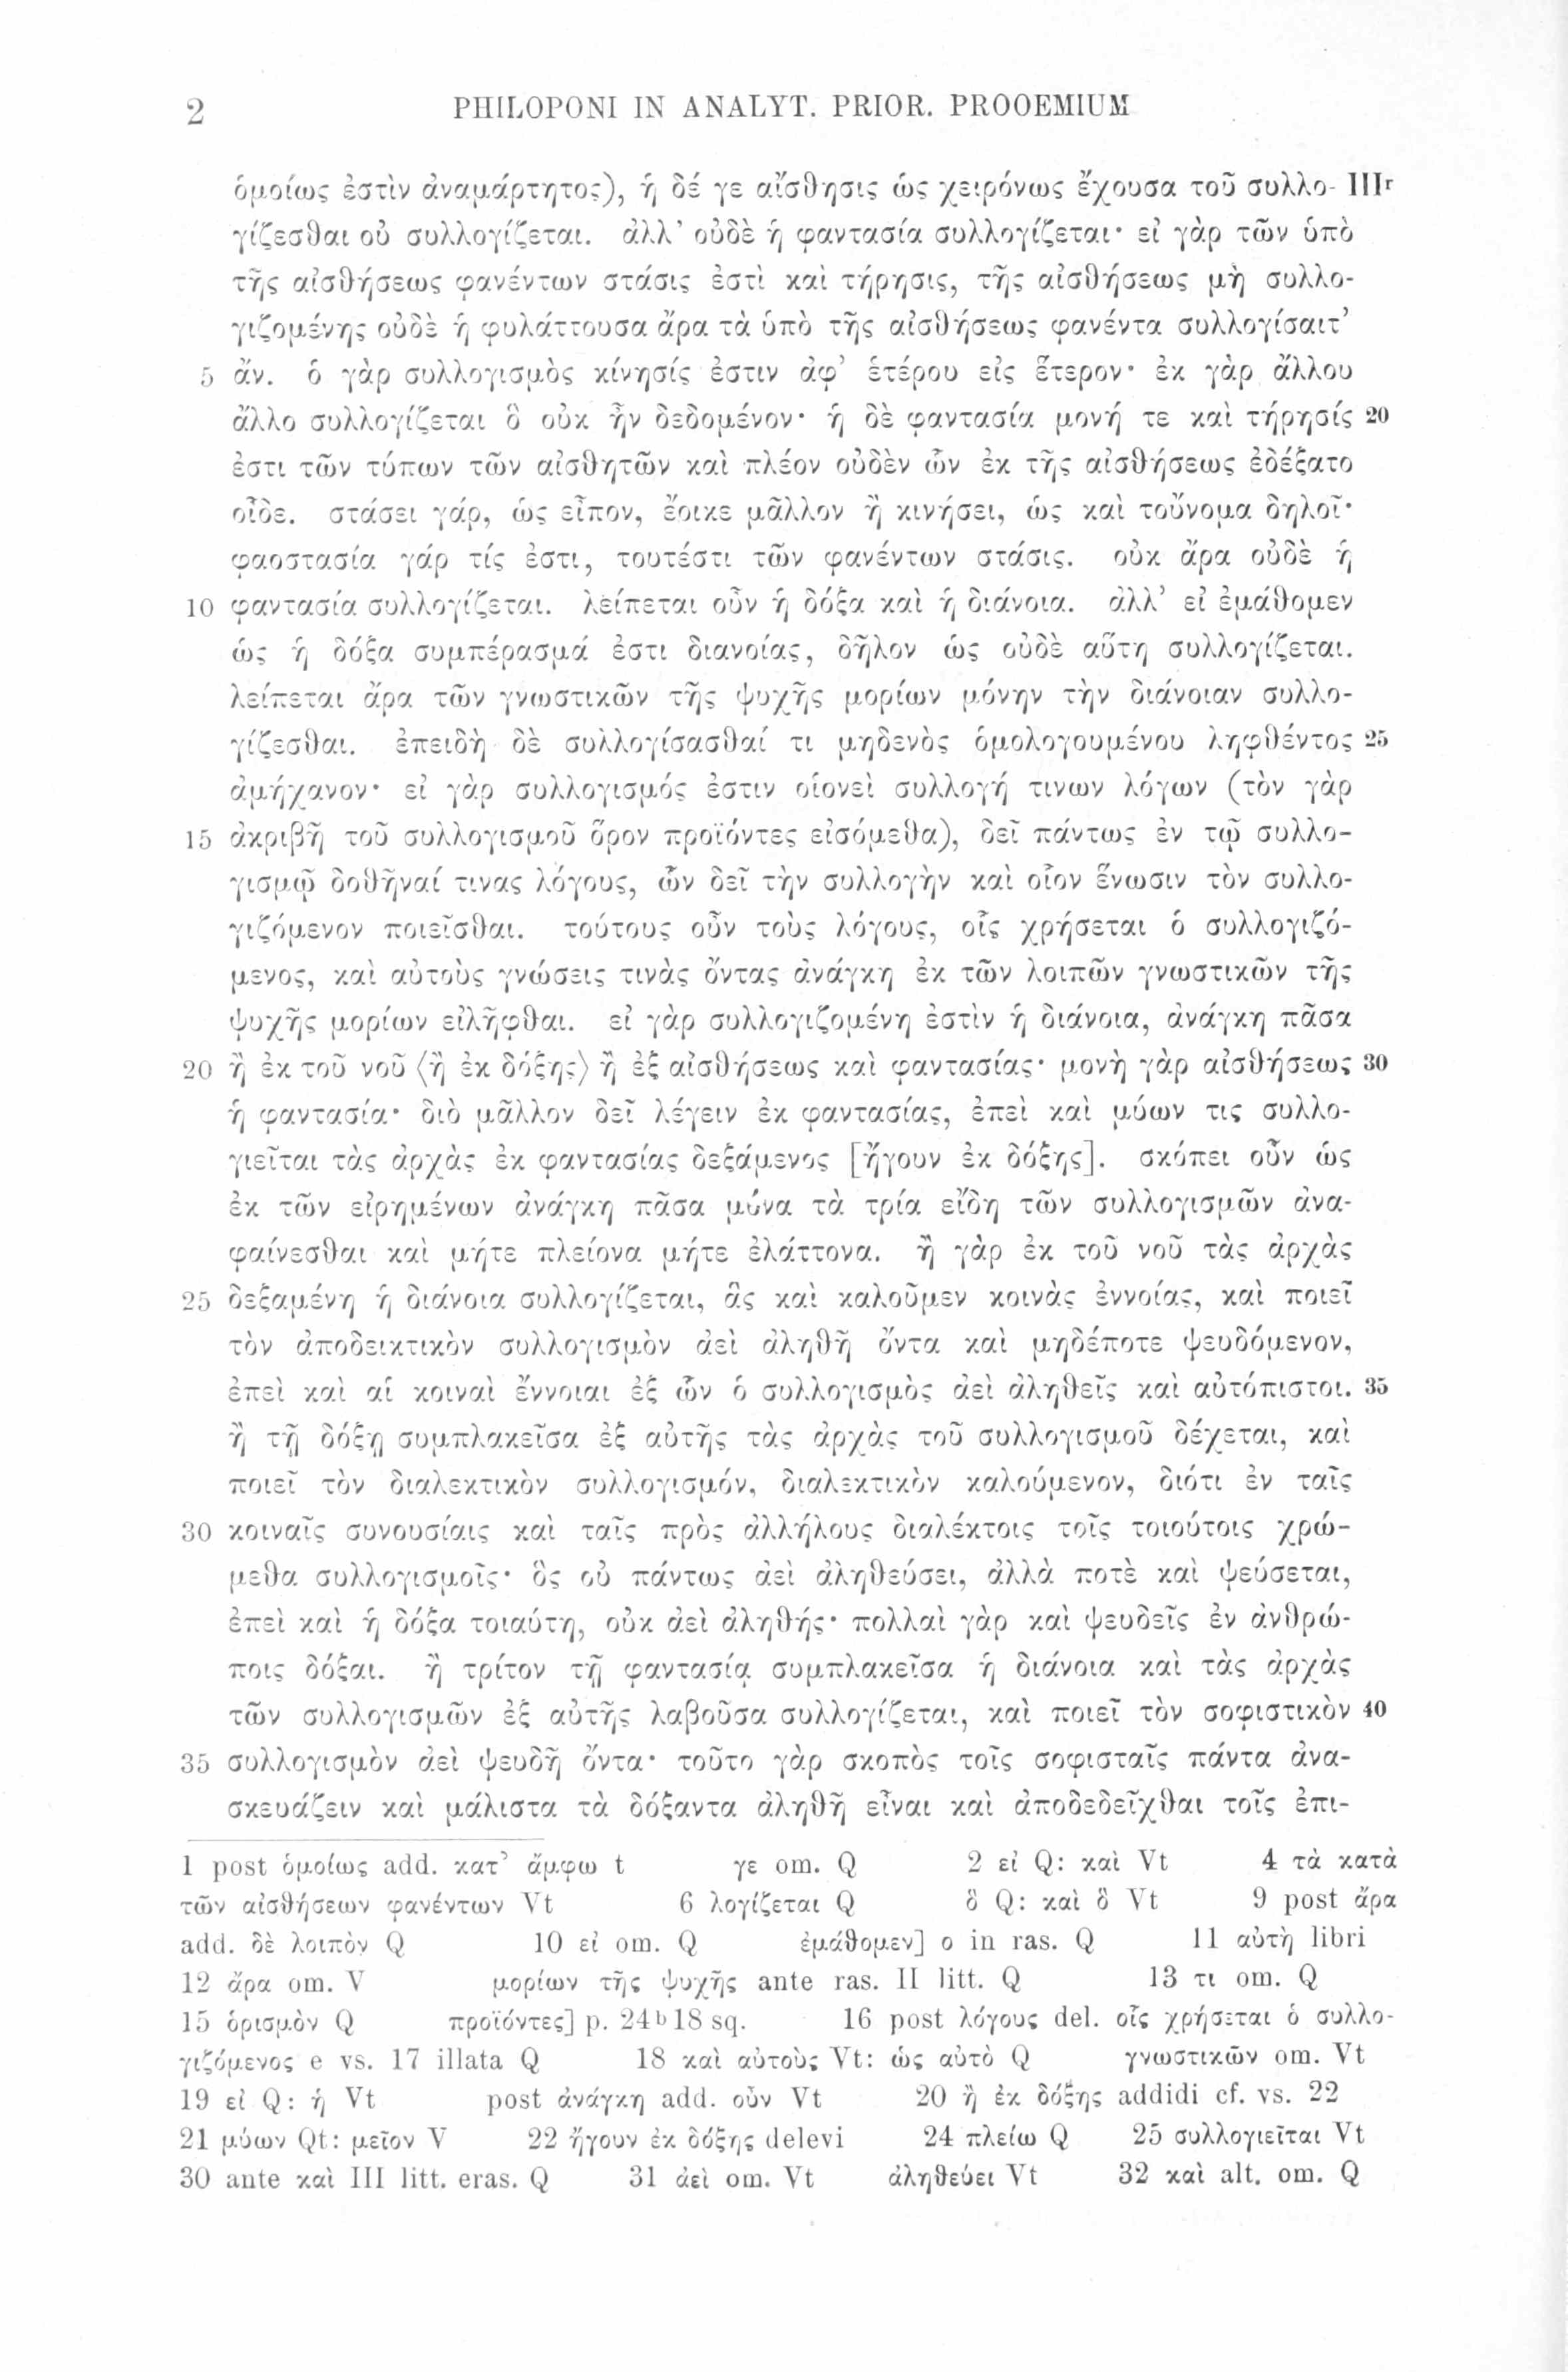 2 PHILOPONI IN ANALYT. PRIOR. PROOEMIUM
ὁμοίως ἐστὶν ἀναμάρτητος), ἡ δέ γε αἴσθησις ὡς χειρόνως ἔχουσα τοῦ συλλο- IIIr
γίζεσθαι οὐ συλλογίζεται. ἀλλ’ οὐδὲ ἡ φαντασία συλλογίζεται· εἰ γὰρ τῶν ὑπὸ
τῆς αἰσθήσεως φανέντων στάσις ἐστὶ καὶ τήρησις, τῆς αἰσθήσεως μὴ συλλο-
γιζομένης οὐδὲ ἡ φυλάττουσα ἄρα τὰ ὑπὸ τῆς αἰσθήσεως φανέντα συλλογίσαιτ’
5 ἄν. ὁ γὰρ συλλογισμὸς κίνησίς ἐστιν ἀφ’ ἑτέρου εἰς ἕτερον· ἐκ γὰρ ἄλλου
ἄλλο συλλογίζεται ὃ οὐκ ἦν δεδομένον· ἡ δὲ φαντασία μονή τε καὶ τήρησίς 20
ἐστι τῶν τύπων τῶν αἰσθητῶν καὶ πλέον οὐδὲν ὧν ἐκ τῆς αἰσθήσεως ἐδέξατο
οἶδε. στάσει γάρ, ὡς εἶπον, ἔοικε μᾶλλον ἢ κινήσει, ὡς καὶ τοὔνομα δηλοῖ·
φαοστασία γάρ τίς ἐστι, τουτέστι τῶν φανέντων στάσις. οὐκ ἄρα οὐδὲ ἡ
10 φαντασία συλλογίζεται. λείπεται οὖν ἡ δόξα καὶ ἡ διάνοια. ἀλλ’ εἰ ἐμάθομεν
ὡς ἡ δόξα συμπέρασμά ἐστι διανοίας, δῆλον ὡς οὐδὲ αὕτη συλλογίζεται.
λείπεται ἄρα τῶν γνωστικῶν τῆς ψυχῆς μορίων μόνην τὴν διάνοιαν συλλο-
γίζεσθαι. ἐπειδὴ δὲ συλλογίσασθαί τι μηδενὸς ὁμολογουμένου ληφθέντος 25
ἀμήχανον· εἰ γὰρ συλλογισμός ἐστιν οἱονεὶ συλλογή τινων λόγων (τὸν γὰρ
15 ἀκριβῆ τοῦ συλλογισμοῦ ὅρον προϊόντες εἰσόμεθα), δεῖ πάντως ἐν τῷ συλλο-
γισμῷ δοθῆναί τινας λόγους, ὧν δεῖ τὴν συλλογὴν καὶ οἷον ἕνωσιν τὸν συλλο-
γιζόμενον ποιεῖσθαι. τούτους οὖν τοὺς λόγους, οἷς χρήσεται ὁ συλλογιζό-
μενος, καὶ αὐτοὺς γνώσεις τινὰς ὄντας ἀνάγκη ἐκ τῶν λοιπῶν γνωστικῶν τῆς
ψυχῆς μορίων εἰλῆφθαι. εἰ γὰρ συλλογιζομένη ἐστὶν ἡ διάνοια, ἀνάγκη πᾶσα
20 ἢ ἐκ τοῦ νοῦ ⟨ἢ ἐκ δόξης⟩ ἢ ἐξ αἰσθήσεως καὶ φαντασίας· μονὴ γὰρ αἰσθήσεως 30
ἡ φαντασία· διὸ μᾶλλον δεῖ λέγειν ἐκ φαντασίας, ἐπεὶ καὶ μύων τις συλλο-
γιεῖται τὰς ἀρχὰς ἐκ φαντασίας δεξάμενος [ἤγουν ἐκ δόξης]. σκόπει οὖν ὡς
ἐκ τῶν εἰρημένων ἀνάγκη πᾶσα μόνα τὰ τρία εἴδη τῶν συλλογισμῶν ἀνα-
φαίνεσθαι καὶ μήτε πλείονα μήτε ἐλάττονα. ἢ γὰρ ἐκ τοῦ νοῦ τὰς ἀρχὰς
25 δεξαμένη ἡ διάνοια συλλογίζεται, ἃς καὶ καλοῦμεν κοινὰς ἐννοίας, καὶ ποιεῖ
τὸν ἀποδεικτικὸν συλλογισμὸν ἀεὶ ἀληθῆ ὄντα καὶ μηδέποτε ψευδόμενον,
ἐπεὶ καὶ αἱ κοιναὶ ἔννοιαι ἐξ ὧν ὁ συλλογισμὸς ἀεὶ ἀληθεῖς καὶ αὐτόπιστοι. 35
ἢ τῇ δόξῃ συμπλακεῖσα ἐξ αὐτῆς τὰς ἀρχὰς τοῦ συλλογισμοῦ δέχεται, καὶ
ποιεῖ τὸν διαλεκτικὸν συλλογισμόν, διαλεκτικὸν καλούμενον, διότι ἐν ταῖς
30 κοιναῖς συνουσίαις καὶ ταῖς πρὸς ἀλλήλους διαλέκτοις τοῖς τοιούτοις χρώ-
μεθα συλλογισμοῖς· ὃς οὐ πάντως ἀεὶ ἀληθεύσει, ἀλλὰ ποτὲ καὶ ψεύσεται,
ἐπεὶ καὶ ἡ δόξα τοιαύτη, οὐκ ἀεὶ ἀληθής· πολλαὶ γὰρ καὶ ψευδεῖς ἐν ἀνθρώ-
ποις δόξαι. ἢ τρίτον τῇ φαντασίᾳ συμπλακεῖσα ἡ διάνοια καὶ τὰς ἀρχὰς
τῶν συλλογισμῶν ἐξ αὐτῆς λαβοῦσα συλλογίζεται, καὶ ποιεῖ τὸν σοφιστικὸν 40
35 συλλογισμὸν ἀεὶ ψευδῆ ὄντα· τοῦτο γὰρ σκοπὸς τοῖς σοφισταῖς πάντα ἀνα-
σκευάζειν καὶ μάλιστα τὰ δόξαντα ἀληθῆ εἶναι καὶ ἀποδεδεῖχθαι τοῖς ἐπι-
1 post ὁμοίως add. κατ’ ἄμφω t γε om. Q 2 εἰ Q: καὶ Vt 4 τὰ κατὰ
τῶν αἰσθήσεων φανέντων Vt 6 λογίζεται Q ὃ Q: καὶ ὃ Vt 9 post ἄρα
add. δὲ λοιπὸν Q 10 εἰ om. Q ἐμάθομεν] ο in ras. Q 11 αὐτὴ libri
12 ἄρα om. V μορίων τῆς ψυχῆς ante ras. II litt. Q 13 τι om. Q
15 ὁρισμὸν Q προϊόντες] p. 24b18 sq. 16 post λόγους del. οἷς χρήσεται ὁ συλλο-
γιζόμενος e vs. 17 illata Q 18 καὶ αὐτοὺς Vt: ὡς αὐτὸ Q γνωστικῶν om. Vt
19 εἰ Q: ἡ Vt post ἀνάγκη add. οὖν Vt 20 ἢ ἐκ δόξης addidi cf. vs. 22
21 μύων Qt: μεῖον V 22 ἤγουν ἐκ δόξης delevi 24 πλείω Q 25 συλλογιεῖται Vt
30 ante καὶ III litt. eras. Q 31 ἀεὶ om. Vt ἀληθεύει Vt 32 καὶ alt. om. Q